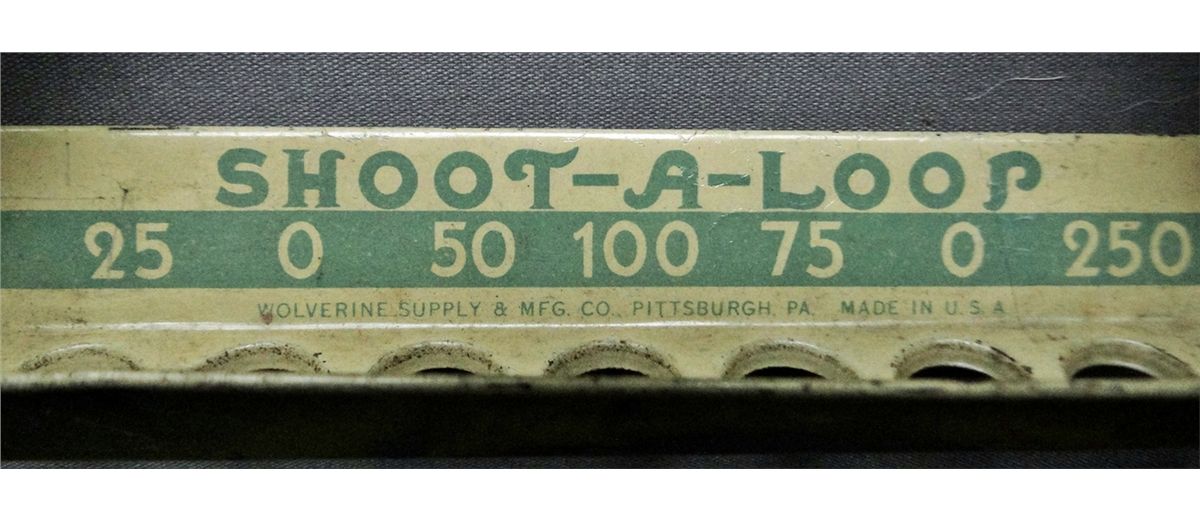 SHOOT-A-LOOP
25 0 50 100 75 0 250
WOLVERINE SUPPLY & MFG. CO., PITTSBURGH, PA. MADE IN U.S.A